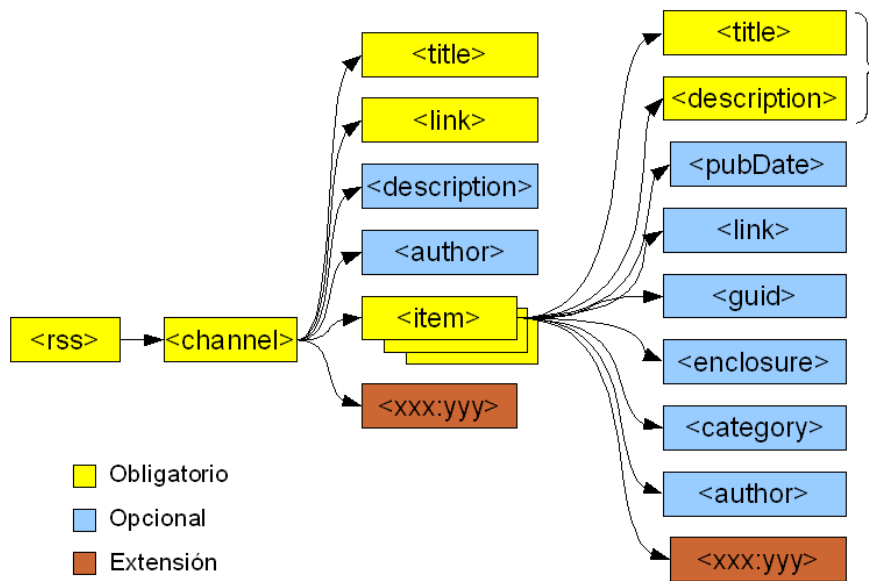 <rss>
<channel>
<title>
<link>
<description>
<author>
<item>
<xxx:yyy>
<title>
<description>
<pubDate>
<link>
<guid>
<enclosure>
<category>
<author>
<xxx:yyy>
Obligatorio
Opcional
Extensión